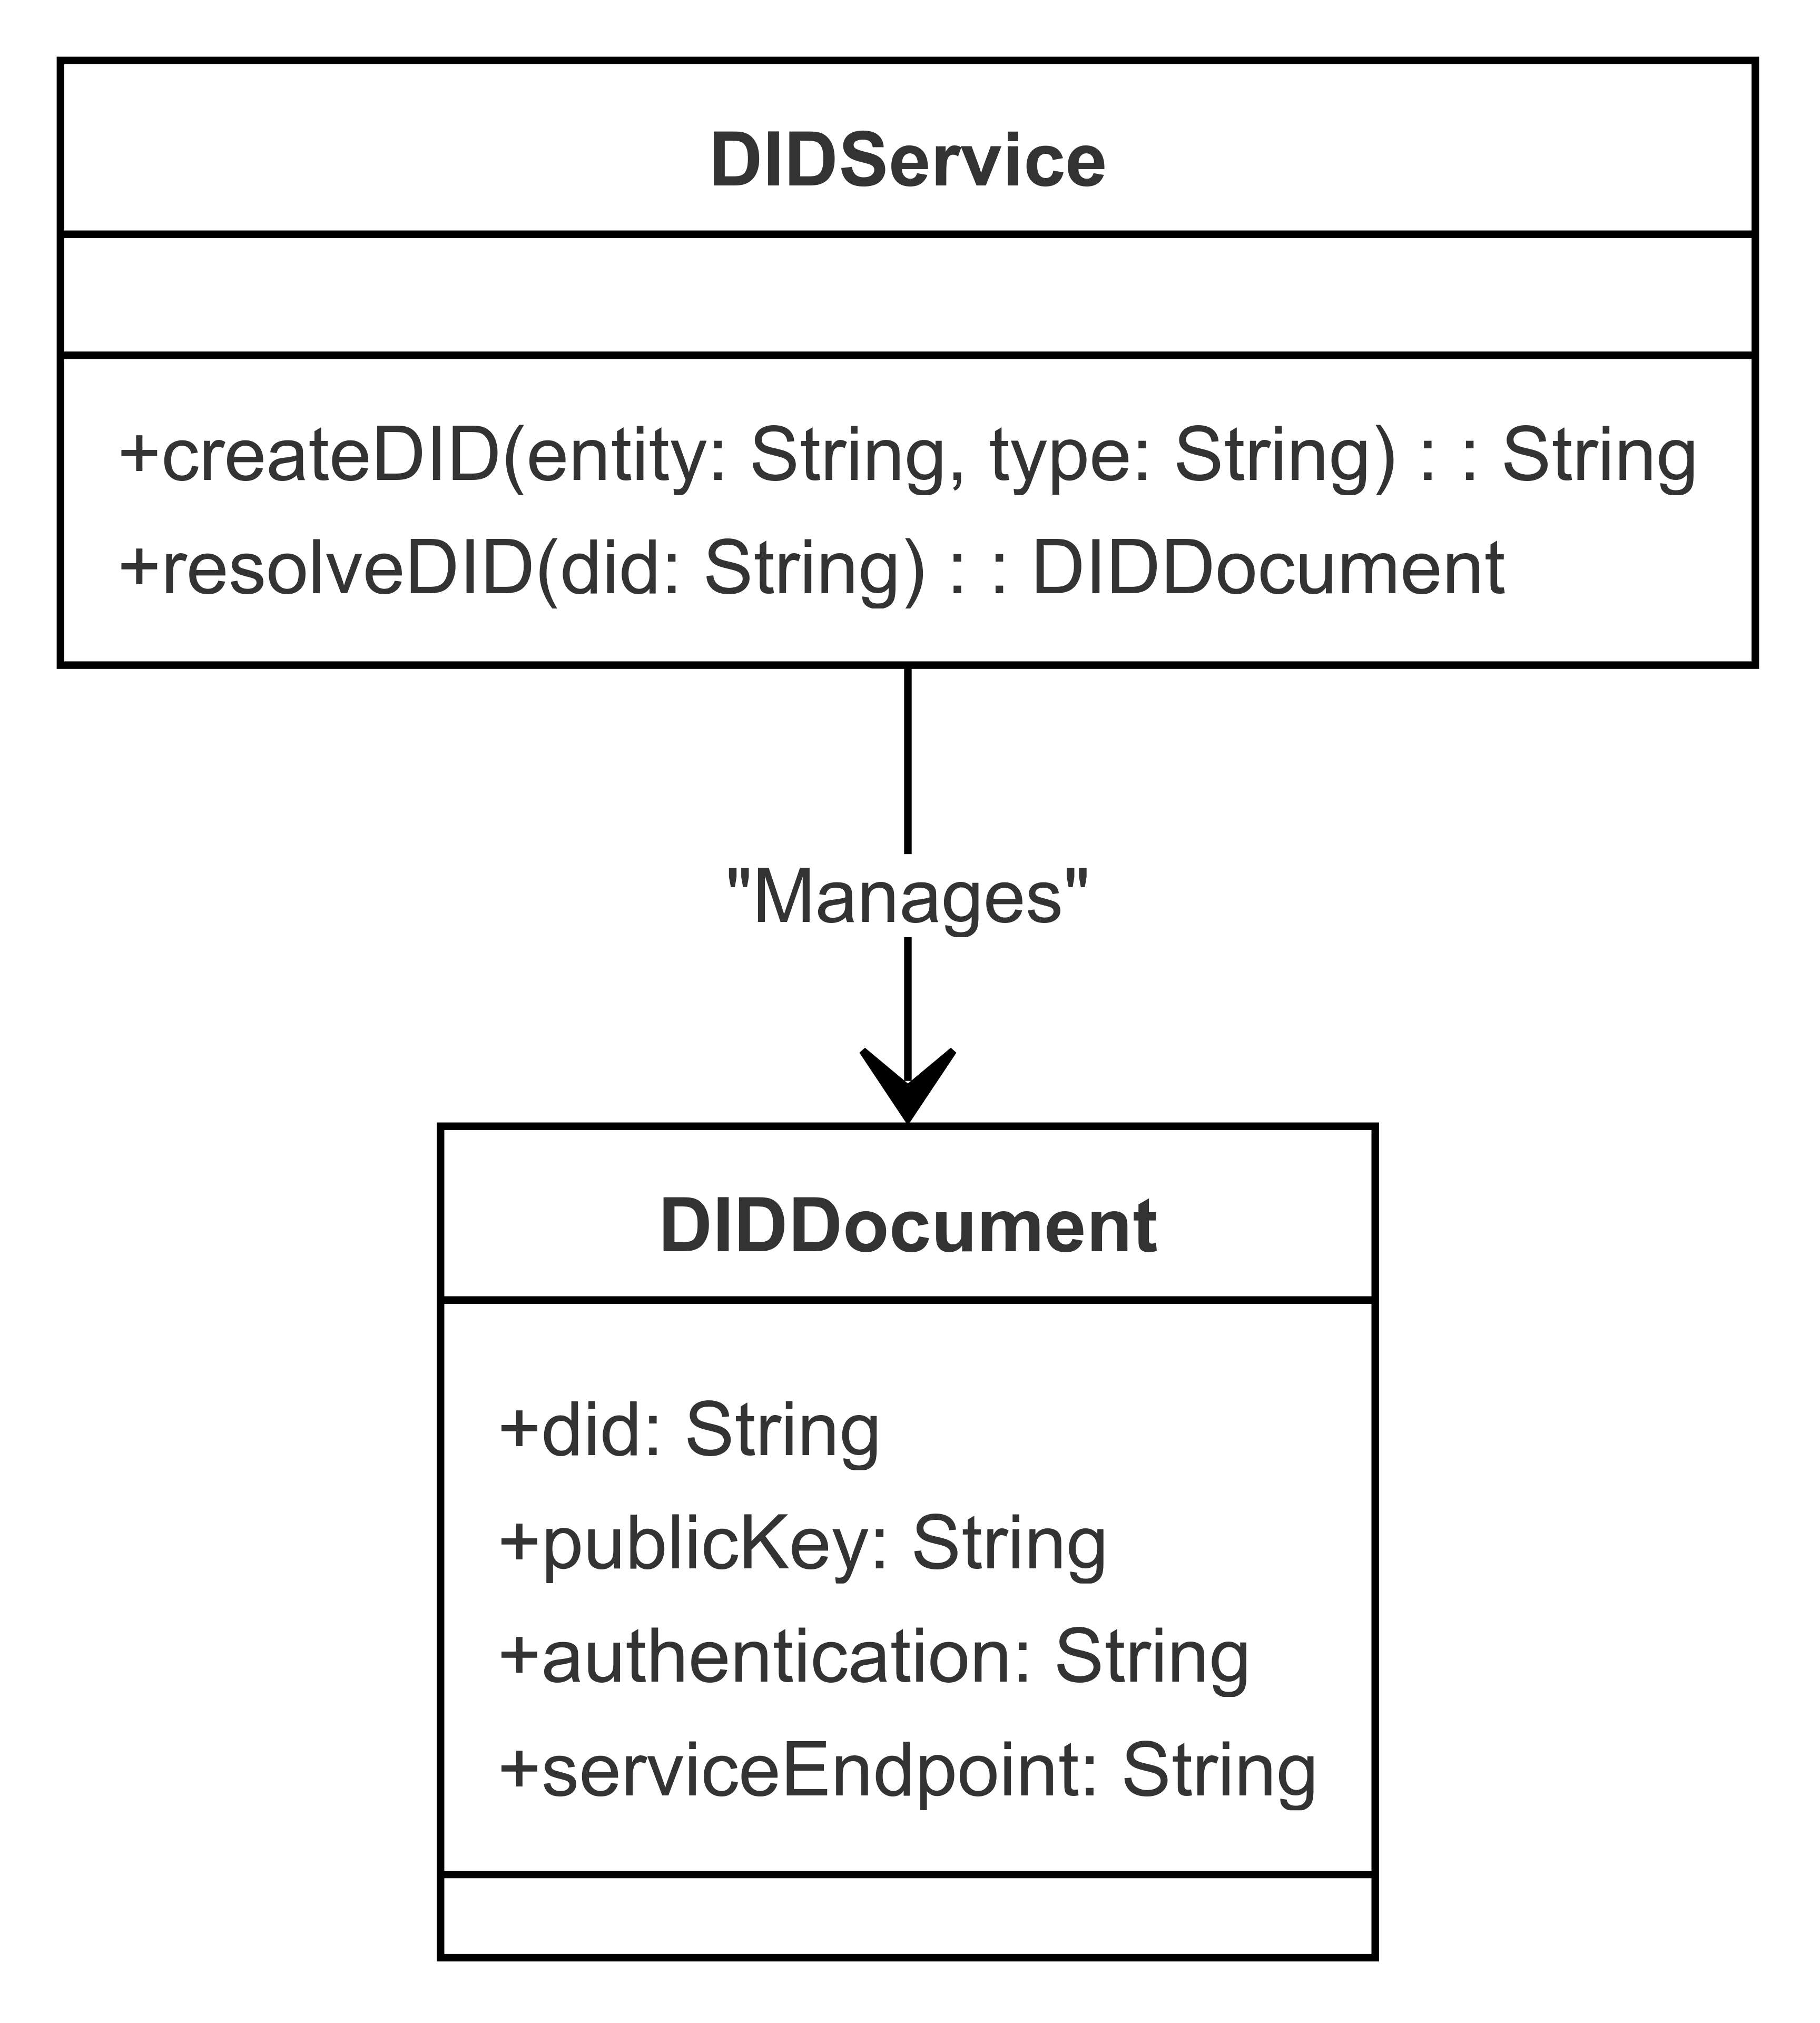 DIDService
+createDID(entity: String, type: String) : : String
+resolveDID(did: String) : : DIDDocument
"Manages"
DIDDocument
+did: String
+publicKey: String
+authentication: String
+serviceEndpoint: String